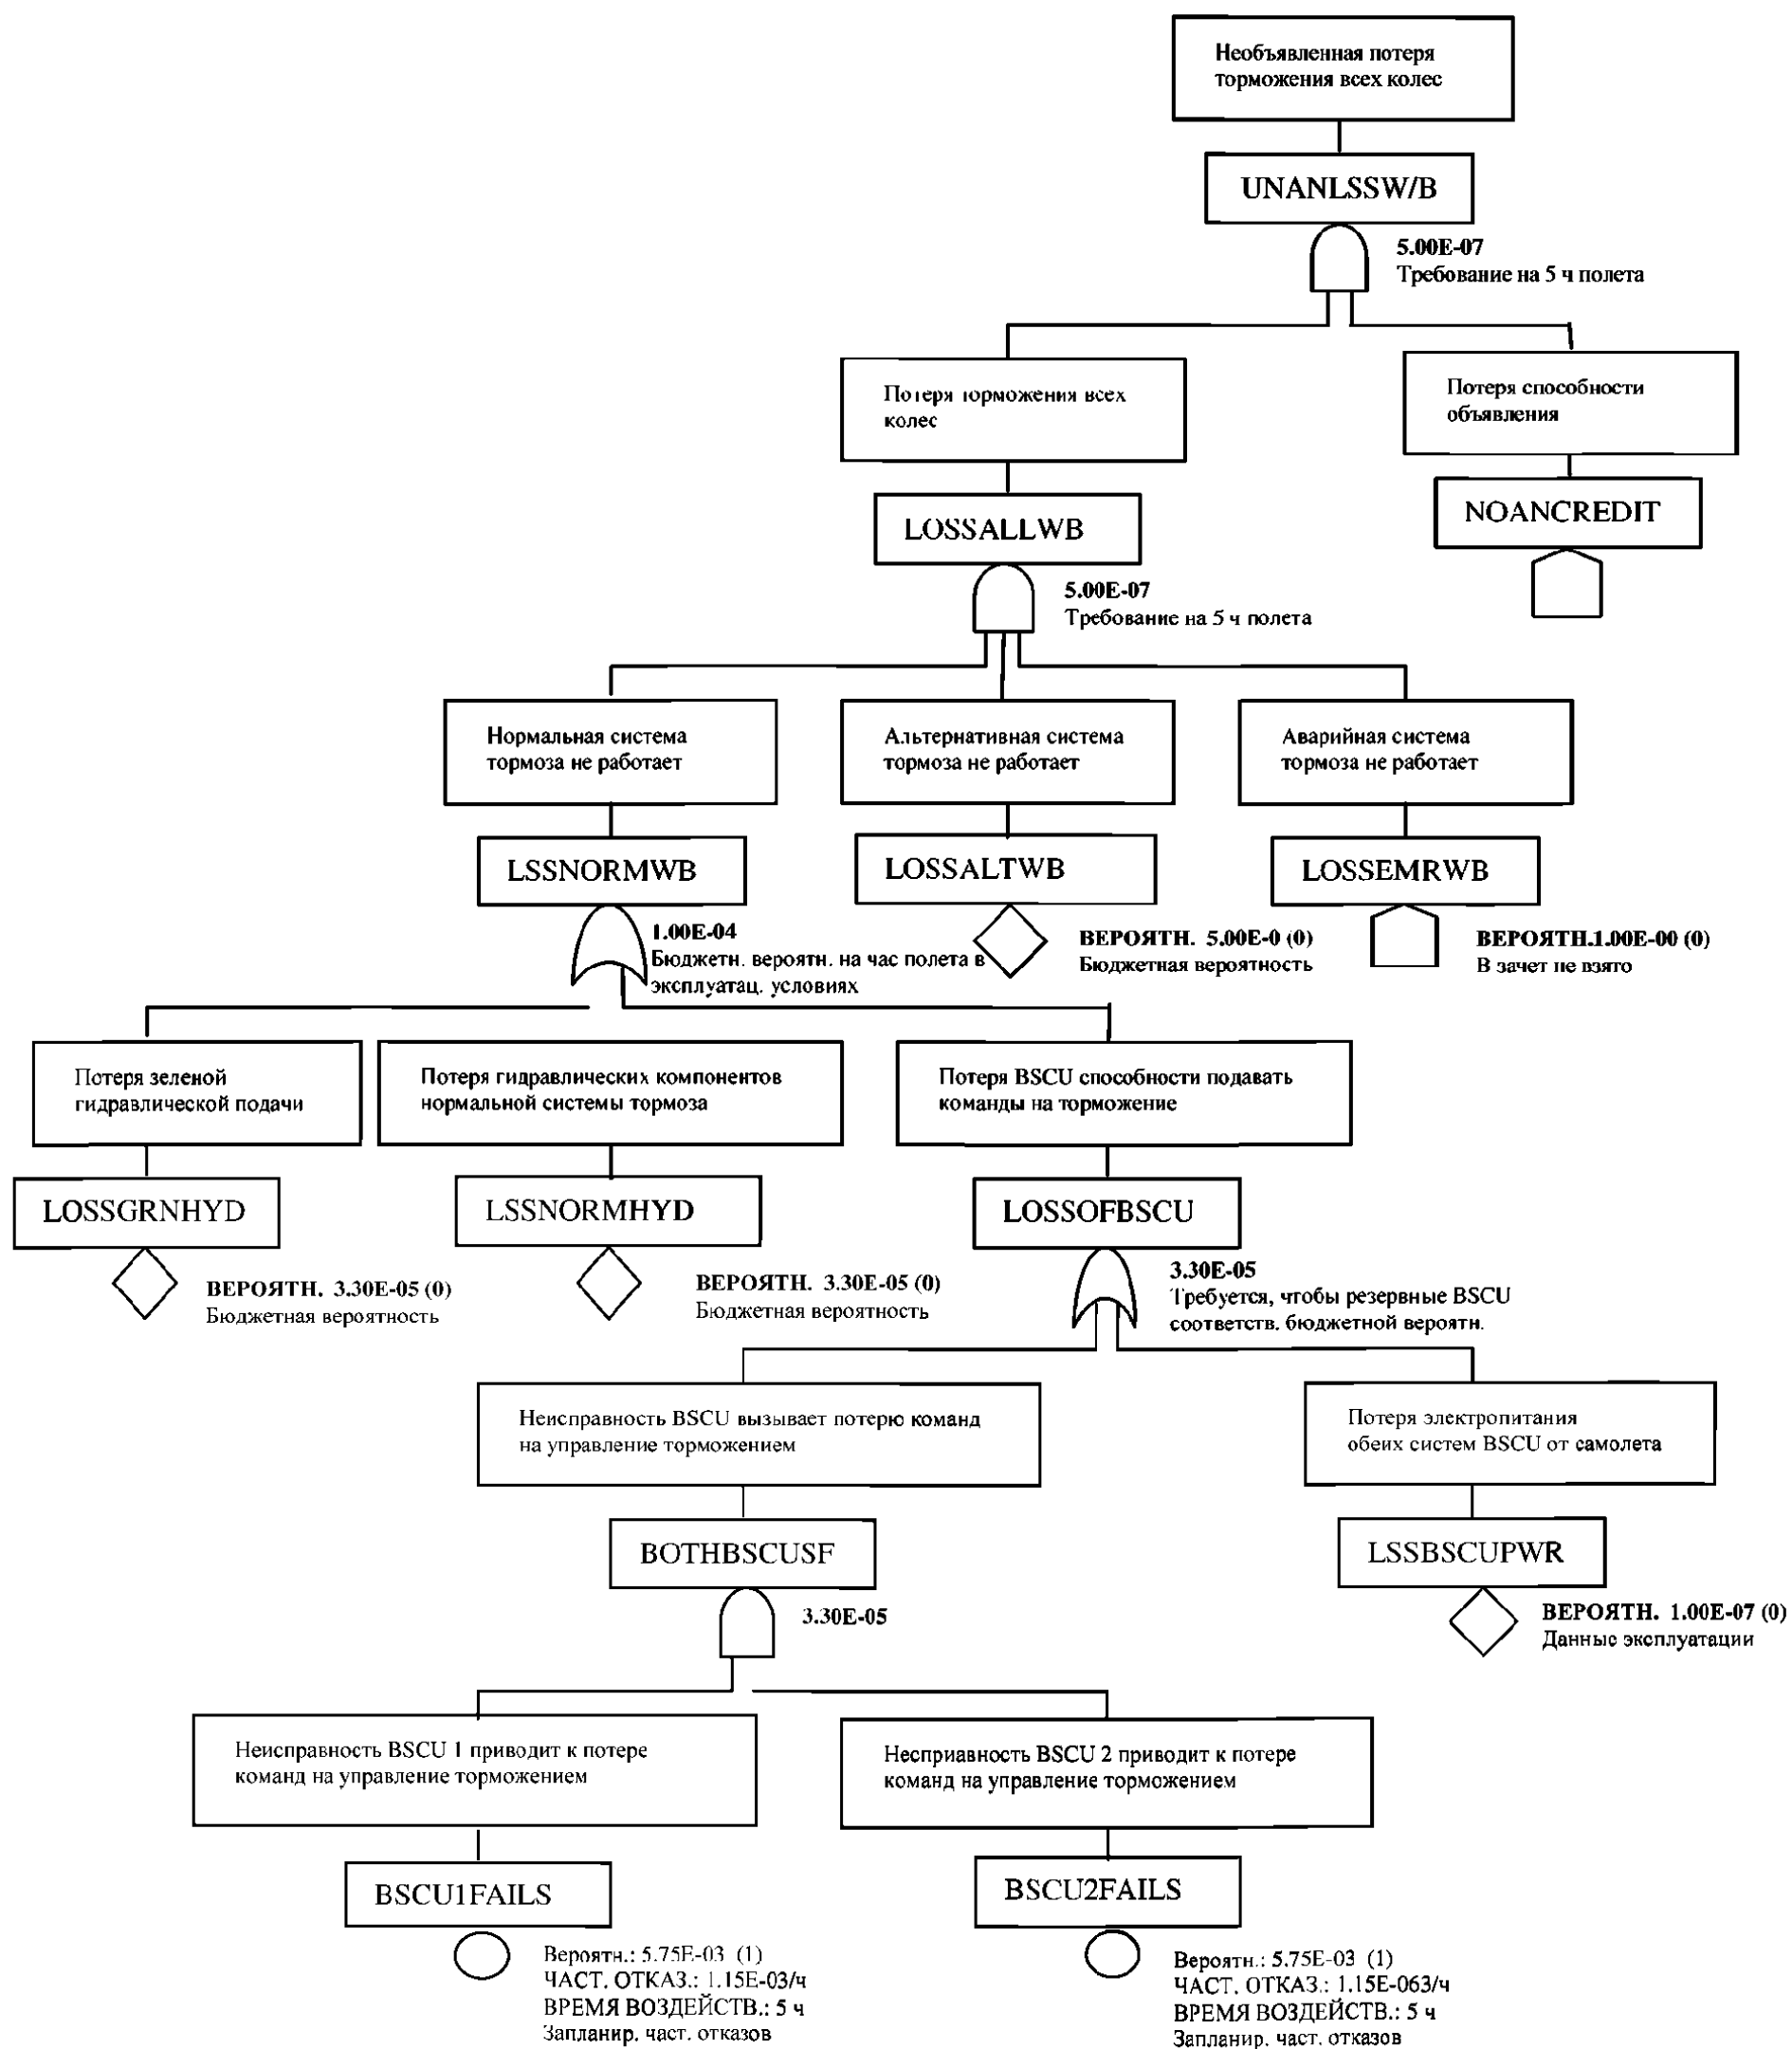 Необъявленная потеря
торможения всех колес
UNANLSSW/B
5.00E-07
Требование на 5 ч полета
Потеря торможения всех
колес
Потеря способности
объявления
LOSSALLWB
NOANCREDIT
5.00E-07
Требование на 5 ч полета
Нормальная система
тормоза не работает
Альтернативная система
тормоза не работает
Аварийная система
тормоза не работает
LSSNORMWB
LOSSALTWB
LOSSEMRWB
1.00E-04
Бюджетн. вероятн. на час полета в
эксплуатац. условиях
ВЕРОЯТН. 5.00E-0 (0)
Бюджетная вероятность
ВЕРОЯТН.1.00E-00 (0)
В зачет не взято
Потеря зеленой
гидравлической подачи
Потеря гидравлических компонентов
нормальной системы тормоза
Потеря BSCU способности подавать
команды на торможение
LOSSGRNHYD
LSSNORMHYD
LOSSOFBSCU
ВЕРОЯТН. 3.30E-05 (0)
Бюджетная вероятность
ВЕРОЯТН. 3.30E-05 (0)
Бюджетная вероятность
3.30E-05
Требуется, чтобы резервные BSCU
соответств. бюджетной вероятн.
Неисправность BSCU вызывает потерю команд
на управление торможением
Потеря электропитания
обеих систем BSCU от самолета
BOTHBSCUSF
LSSBSCUPWR
3.30E-05
ВЕРОЯТН. 1.00E-07 (0)
Данные эксплуатации
Неисправность BSCU 1 приводит к потере
команд на управление торможением
Несприавность BSCU 2 приводит к потере
команд на управление торможением
BSCU1FAILS
BSCU2FAILS
Вероятн.: 5.75E-03 (1)
ЧАСТ. ОТКАЗ.: 1.15E-03/ч
ВРЕМЯ ВОЗДЕЙСТВ.: 5 ч
Запланир. част. отказов
Вероятн.: 5.75E-03 (1)
ЧАСТ. ОТКАЗ.: 1.15E-063/ч
ВРЕМЯ ВОЗДЕЙСТВ.: 5 ч
Запланир. част. отказов